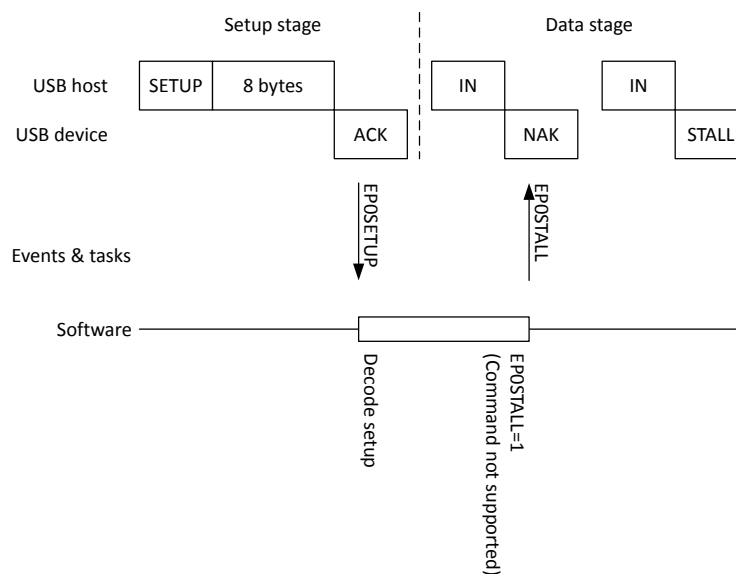 Setup stage
Data stage
USB host
SETUP
8 bytes
IN
IN
USB device
ACK
NAK
STALL
EP0SETUP
EP0STALL
Events & tasks
Software
Decode setup
EP0STALL=1
(Command not supported)